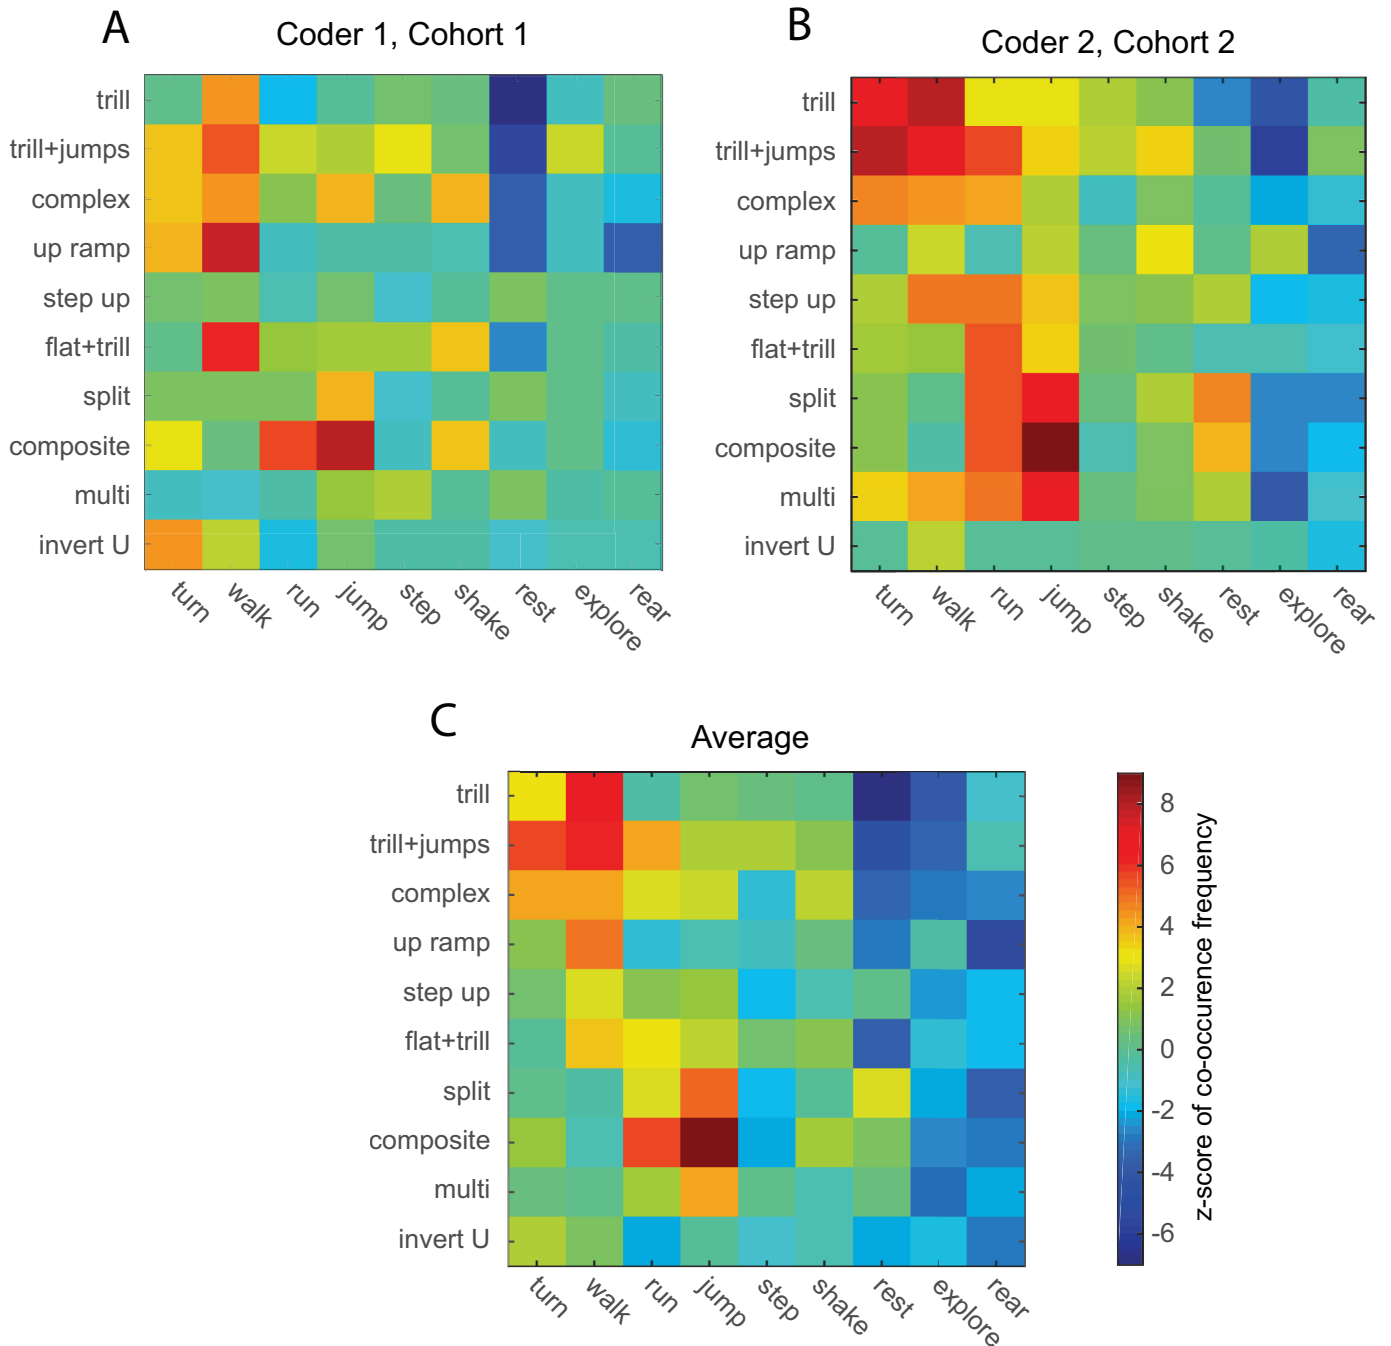 A
Coder 1, Cohort 1
trill
trill+jumps
complex
up ramp
step up
flat+trill
split
composite
multi
invert U
turn
walk
run
jump
step
shake
rest
explore
rear
B
Coder 2, Cohort 2
trill
trill+jumps
complex
up ramp
step up
flat+trill
split
composite
multi
invert U
turn
walk
run
jump
step
shake
rest
explore
rear
C
Average
trill
trill+jumps
complex
up ramp
step up
flat+trill
split
composite
multi
invert U
turn
walk
run
jump
step
shake
rest
explore
rear
8
6
4
2
0
-2
-4
-6
z-score of co-occurence frequency